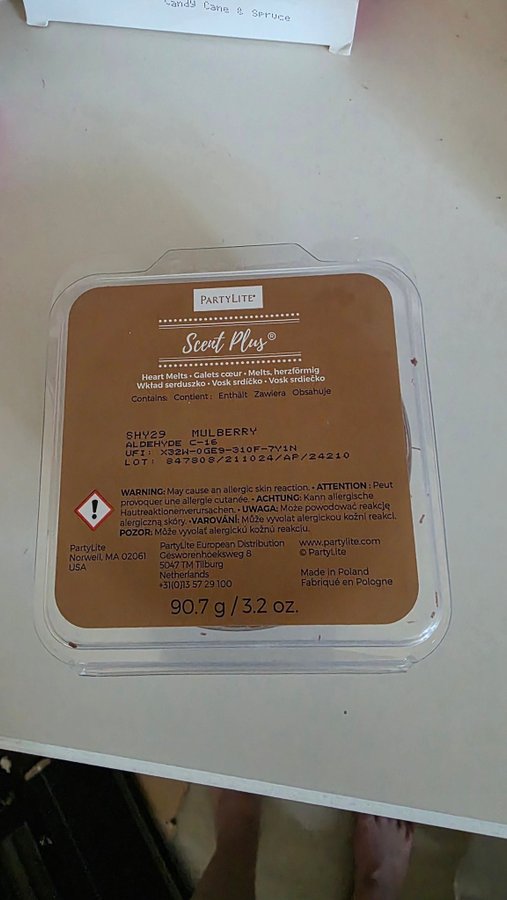 Candy Cane & Spruce
PARTYLITE®
Scent Plus®
Heart Melts • Galets cœur • Melts, herzförmig
Wkład serduszko • Vosk srdíčko • Vosk srdiečko
Contains: Contient: Enthält Zawiera Obsahuje
SHY29 MULBERRY
ALDEHYDE C-16
UFI: X32W-0GE9-310F-7Y1N
LOT: 847808/211024/AP/24210
WARNING: May cause an allergic skin reaction. • ATTENTION : Peut
provoquer une allergie cutanée. • ACHTUNG: Kann allergische
Hautreaktionenverursachen. • UWAGA: Może powodować reakcję
alergiczną skóry. •VAROVÁNÍ: Může vyvolat alergickou kožní reakci.
POZOR: Môže vyvolať alergickú kožnú reakciu.
PartyLite
Norwell, MA 02061
USA
PartyLite European Distribution
Gesworenhoekseweg 8
5047 TM Tilburg
Netherlands
+31(0)13 57 29 100
www.partylite.com
© PartyLite
Made in Poland
Fabriqué en Pologne
90.7 g / 3.2 oz.